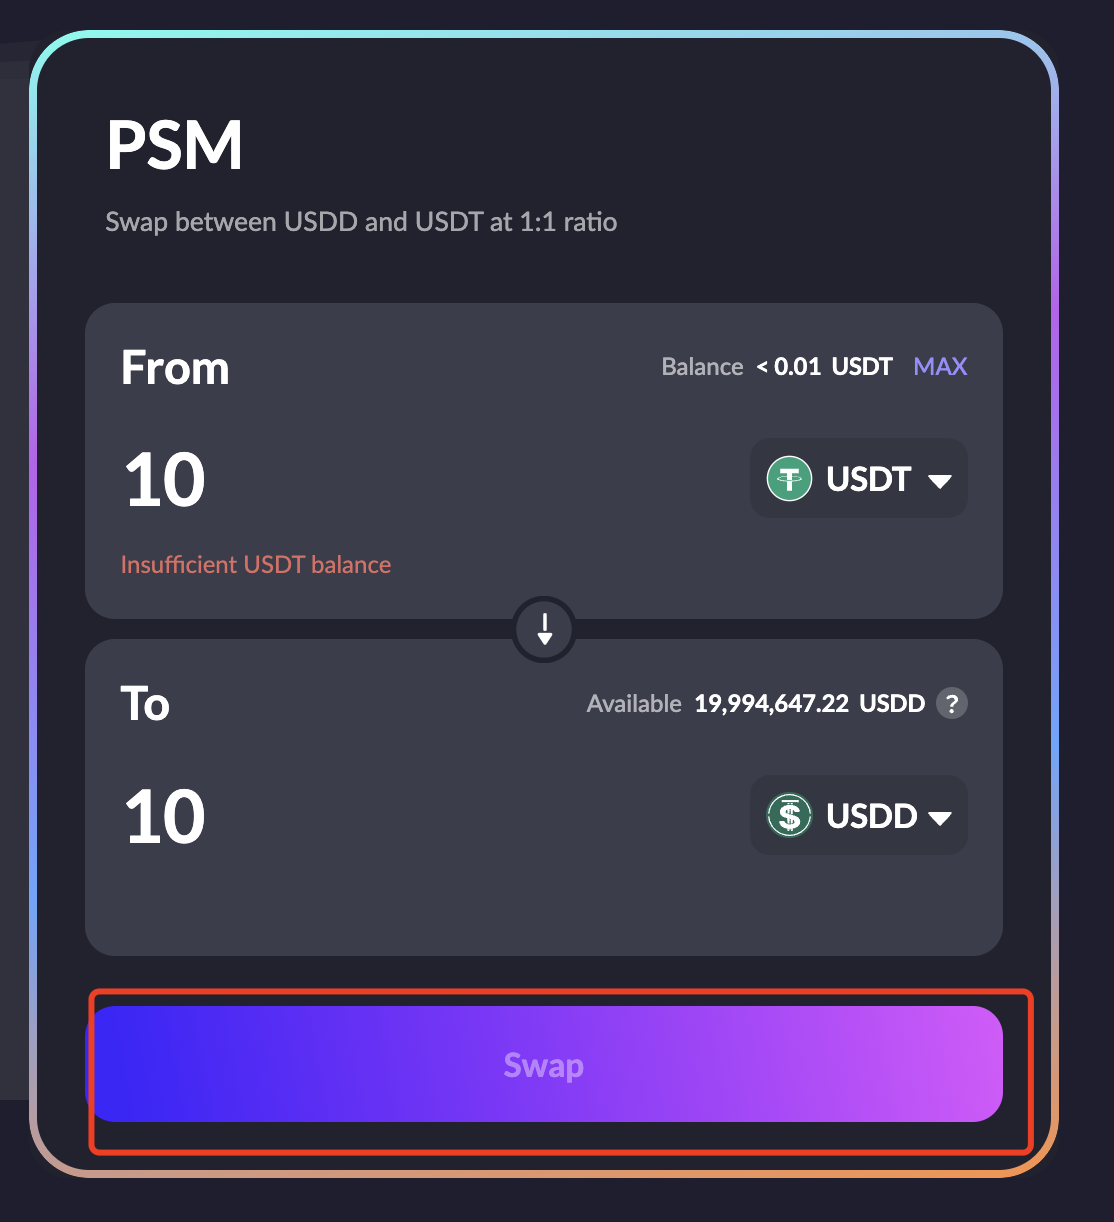 PSM
Swap between USDD and USDT at 1:1 ratio
From
Balance < 0.01 USDT MAX
10
USDT
Insufficient USDT balance
To
Available 19,994,647.22 USDD ?
10
USDD
Swap